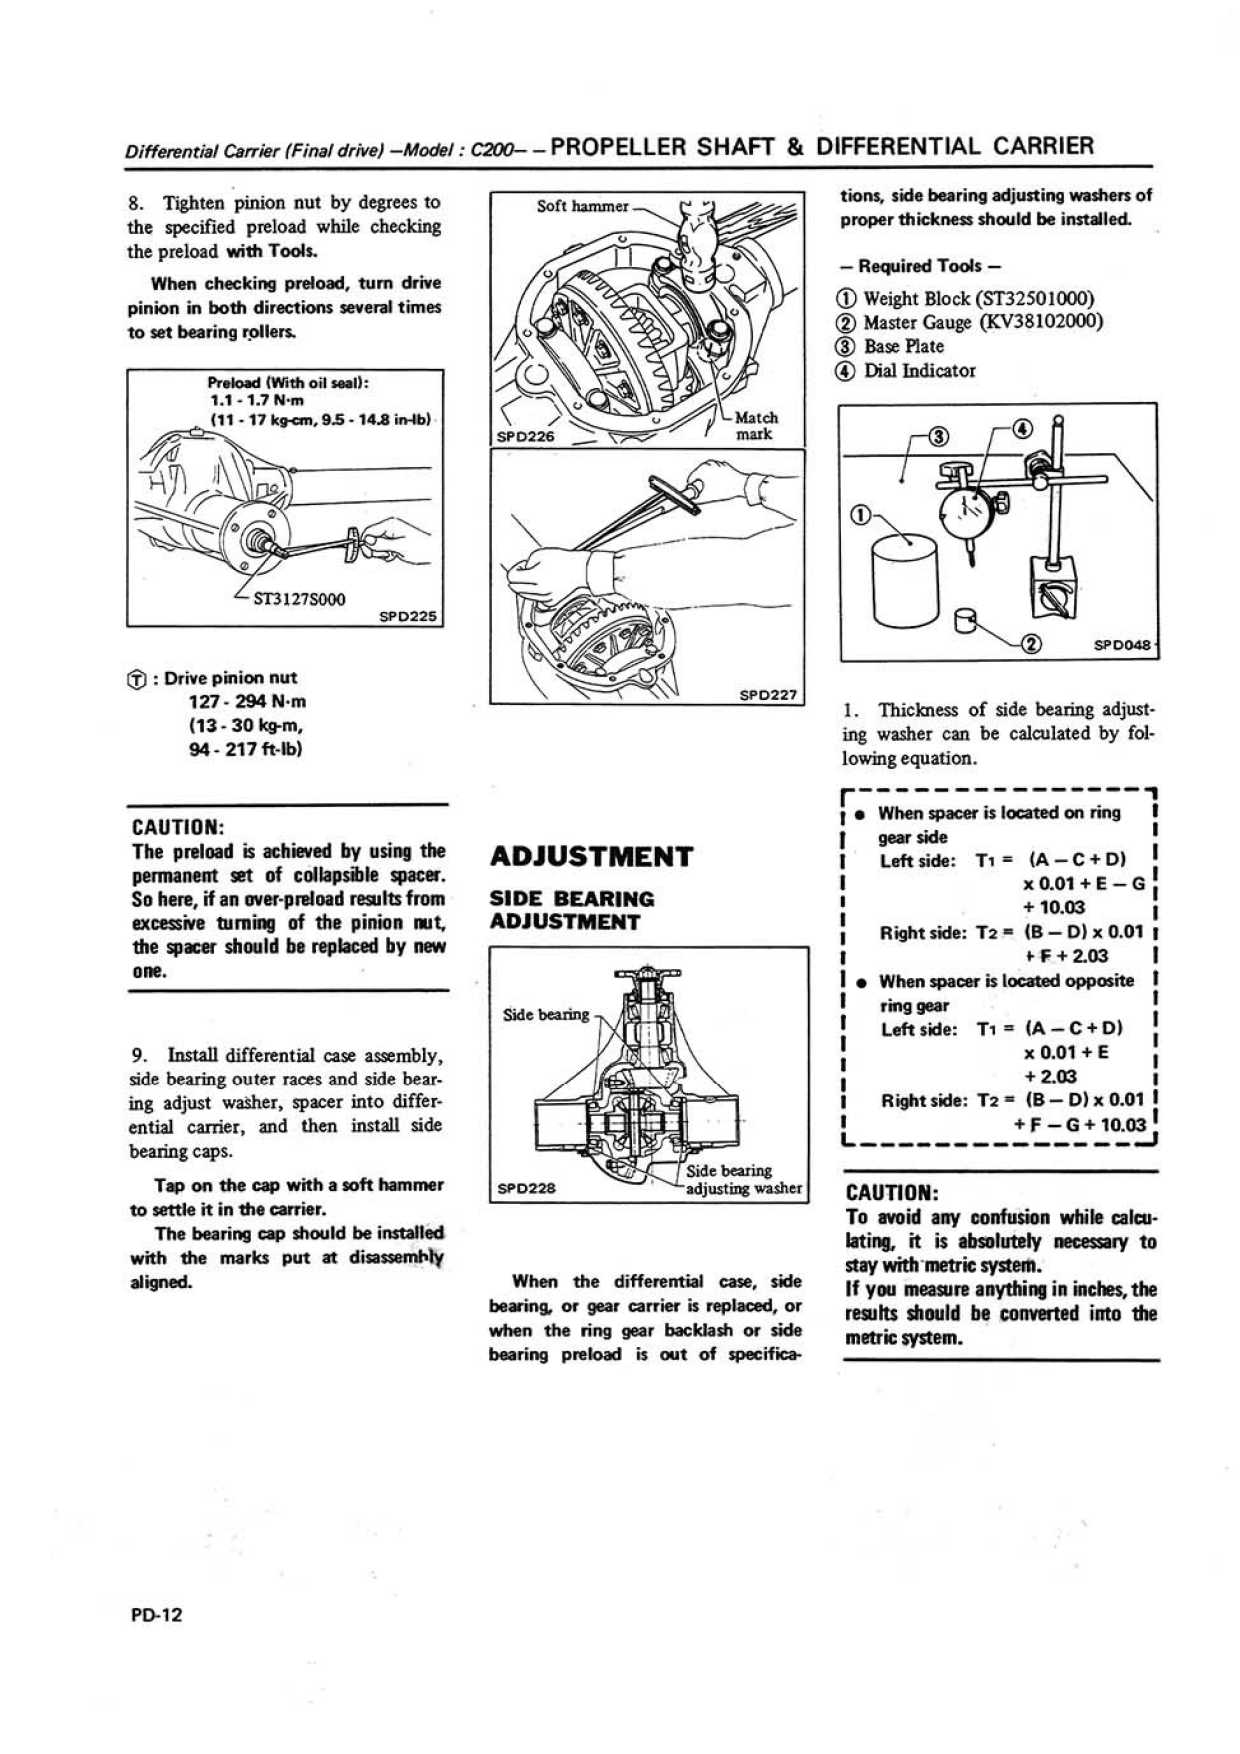 Differential Carrier (Final drive) —Model : C200— — PROPELLER SHAFT & DIFFERENTIAL CARRIER
8. Tighten pinion nut by degrees to
the specified preload while checking
the preload with Tools.
When checking preload, turn drive
pinion in both directions several times
to set bearing rollers.
Preload (With oil seal):
1.1 - 1.7 N·m
(11 - 17 kg-cm, 9.5 - 14.8 in-lb)
ST3127S000
SPD225
Ⓣ : Drive pinion nut
127 - 294 N·m
(13 - 30 kg-m,
94 - 217 ft-lb)
CAUTION:
The preload is achieved by using the
permanent set of collapsible spacer.
So here, if an over-preload results from
excessive turning of the pinion nut,
the spacer should be replaced by new
one.
9. Install differential case assembly,
side bearing outer races and side bear-
ing adjust washer, spacer into differ-
ential carrier, and then install side
bearing caps.
Tap on the cap with a soft hammer
to settle it in the carrier.
The bearing cap should be installed
with the marks put at disassembly
aligned.
Soft hammer
Match
mark
SPD226
SPD227
ADJUSTMENT
SIDE BEARING
ADJUSTMENT
Side bearing
Side bearing
adjusting washer
SPD228
When the differential case, side
bearing, or gear carrier is replaced, or
when the ring gear backlash or side
bearing preload is out of specifica-
tions, side bearing adjusting washers of
proper thickness should be installed.
— Required Tools —
① Weight Block (ST32501000)
② Master Gauge (KV38102000)
③ Base Plate
④ Dial Indicator
③
④
①
②
SPD048
1. Thickness of side bearing adjust-
ing washer can be calculated by fol-
lowing equation.
• When spacer is located on ring
gear side
Left side: T1 = (A — C + D)
x 0.01 + E — G
+ 10.03
Right side: T2 = (B — D) x 0.01
+ F + 2.03
• When spacer is located opposite
ring gear
Left side: T1 = (A — C + D)
x 0.01 + E
+ 2.03
Right side: T2 = (B — D) x 0.01
+ F — G + 10.03
CAUTION:
To avoid any confusion while calcu-
lating, it is absolutely necessary to
stay with metric system.
If you measure anything in inches, the
results should be converted into the
metric system.
PD-12